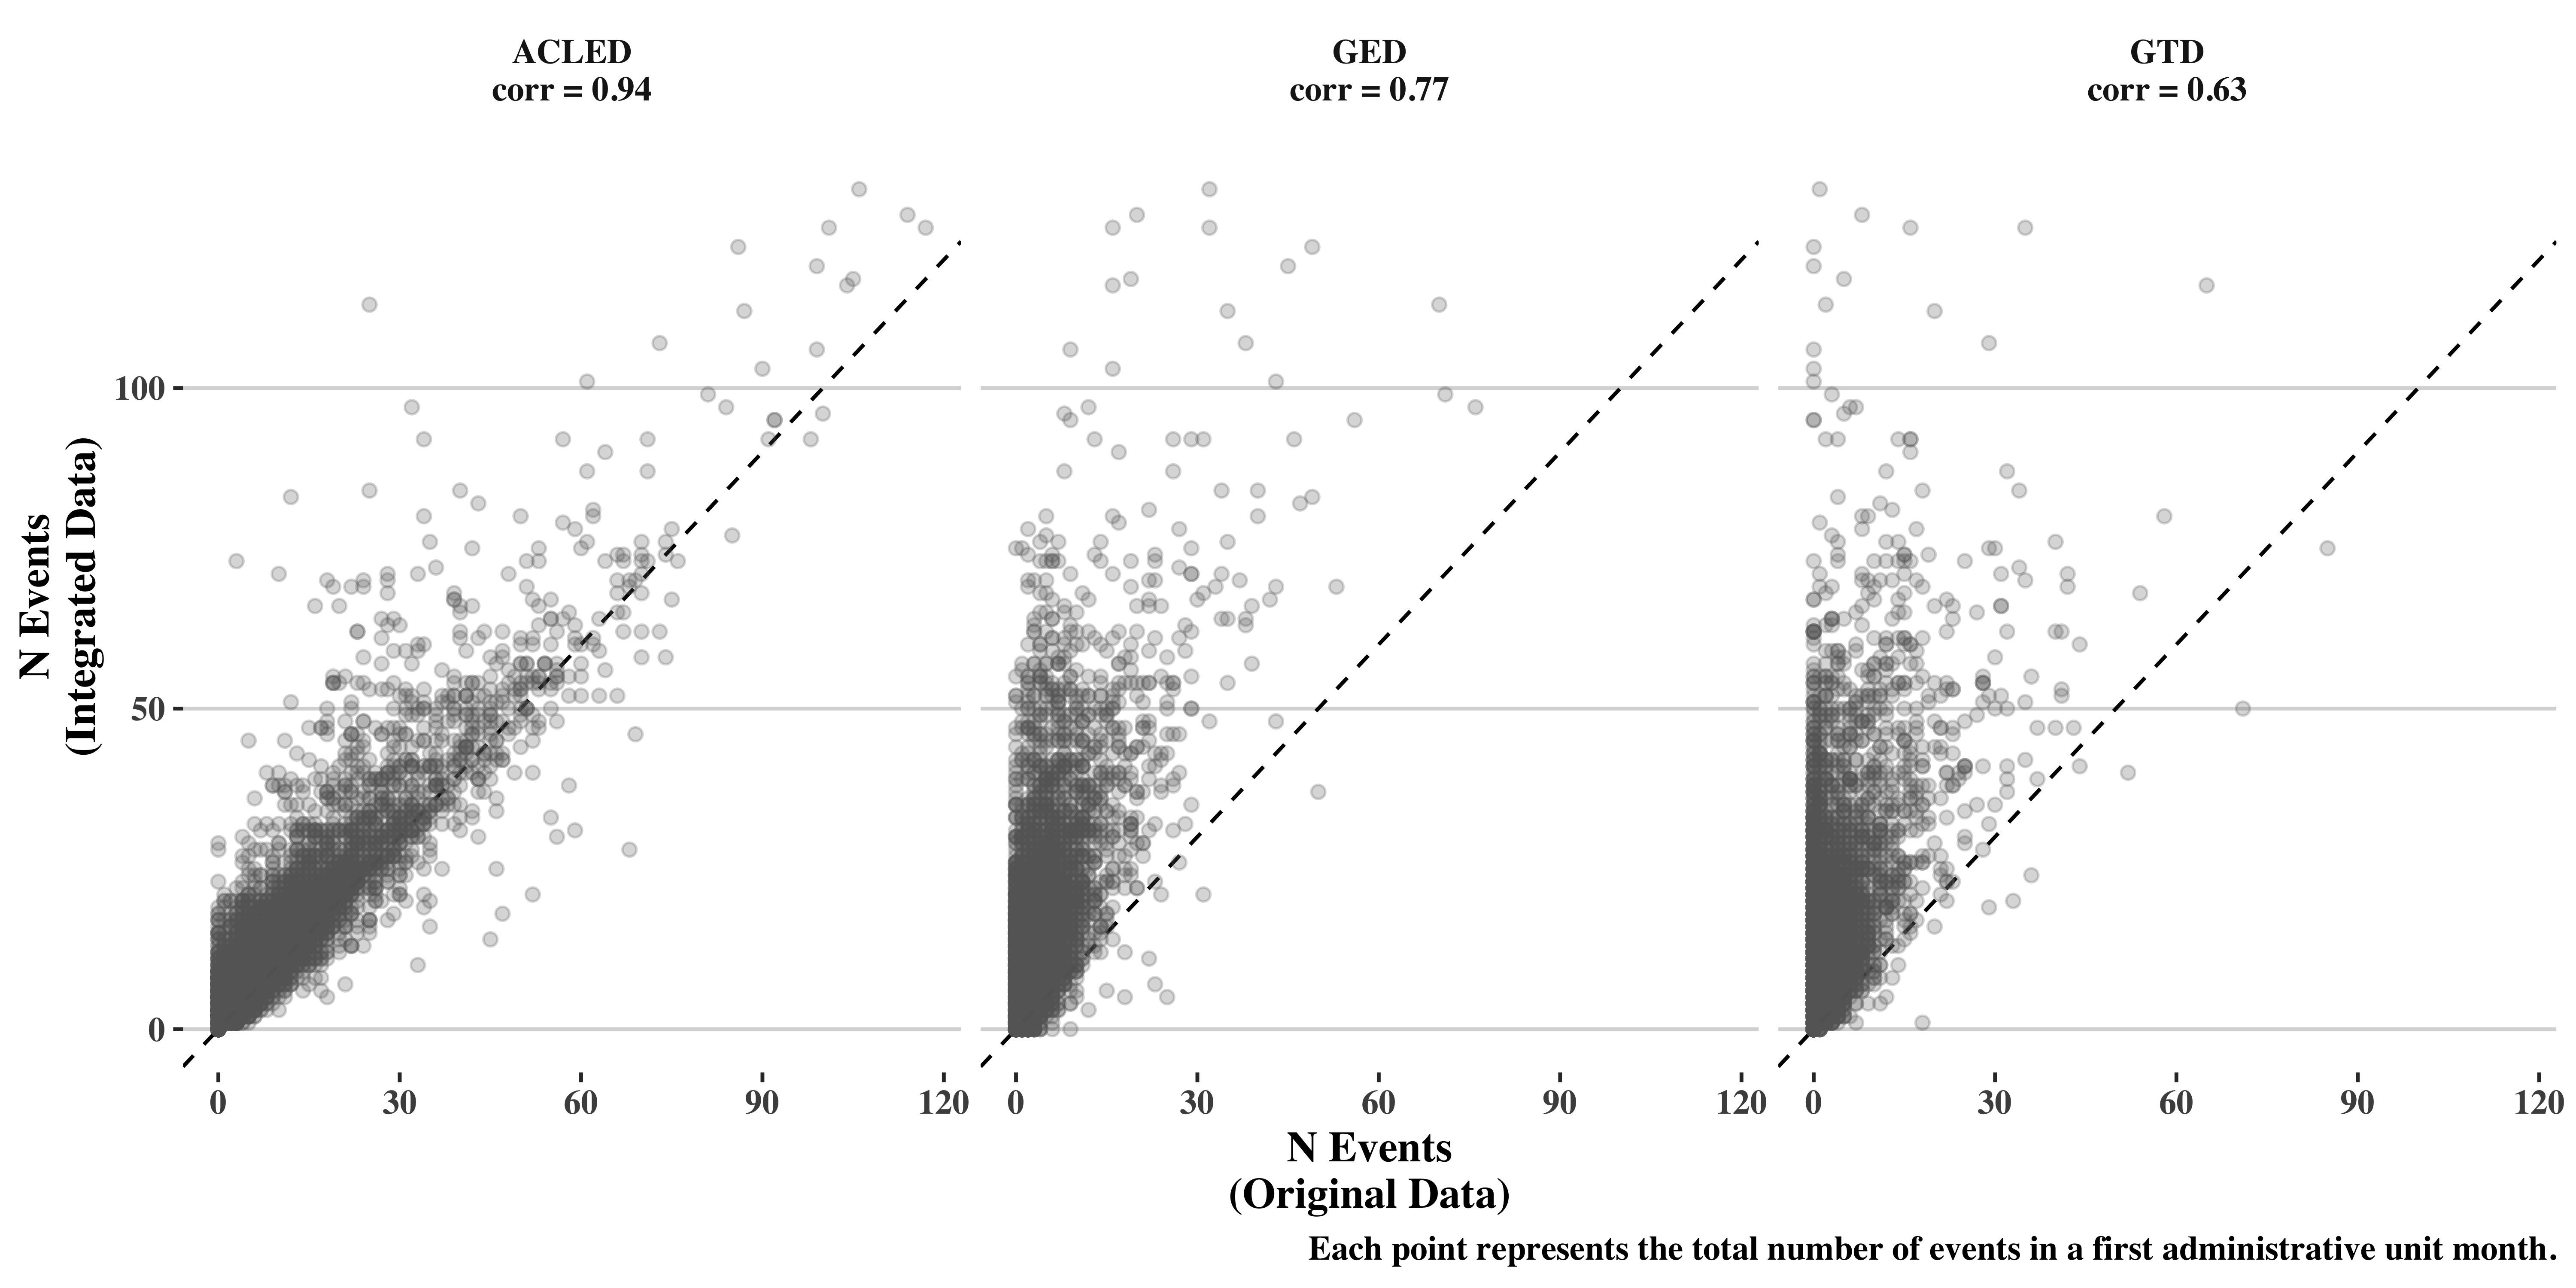 ACLED
corr = 0.94
GED
corr = 0.77
GTD
corr = 0.63
N Events
(Integrated Data)
100
50
0
0 30 60 90 120
0 30 60 90 120
0 30 60 90 120
N Events
(Original Data)
Each point represents the total number of events in a first administrative unit month.